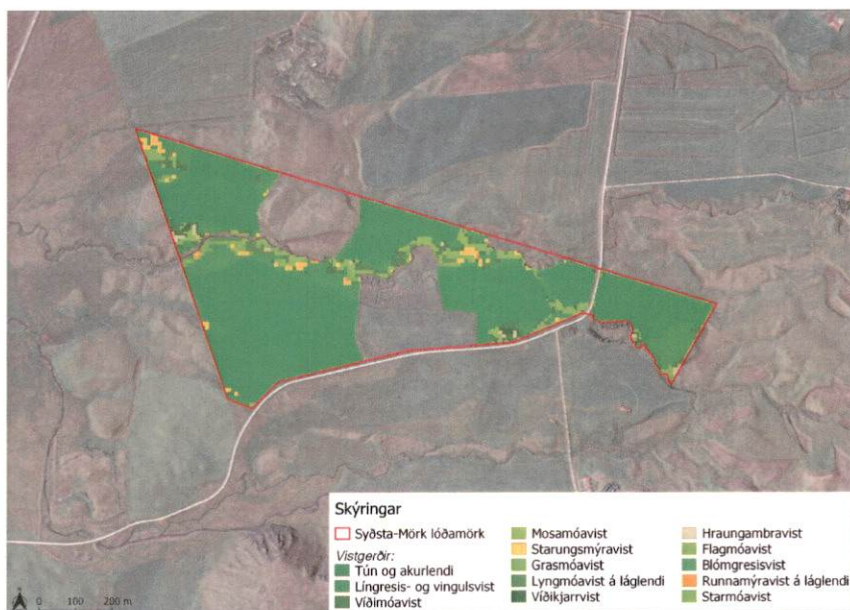 Skýringar
Syðsta-Mörk lóðamörk
Vistgerðir:
Tún og akurlendi
Língresis- og vingulsvist
Víðimóavist
Mosamóavist
Starungsmýravist
Grasmóavist
Lyngmóavist á láglendi
Víðikjarrvist
Hraungambravist
Flagmóavist
Blómgresisvist
Runnamýravist á láglendi
Starmóavist
0 100 200 m